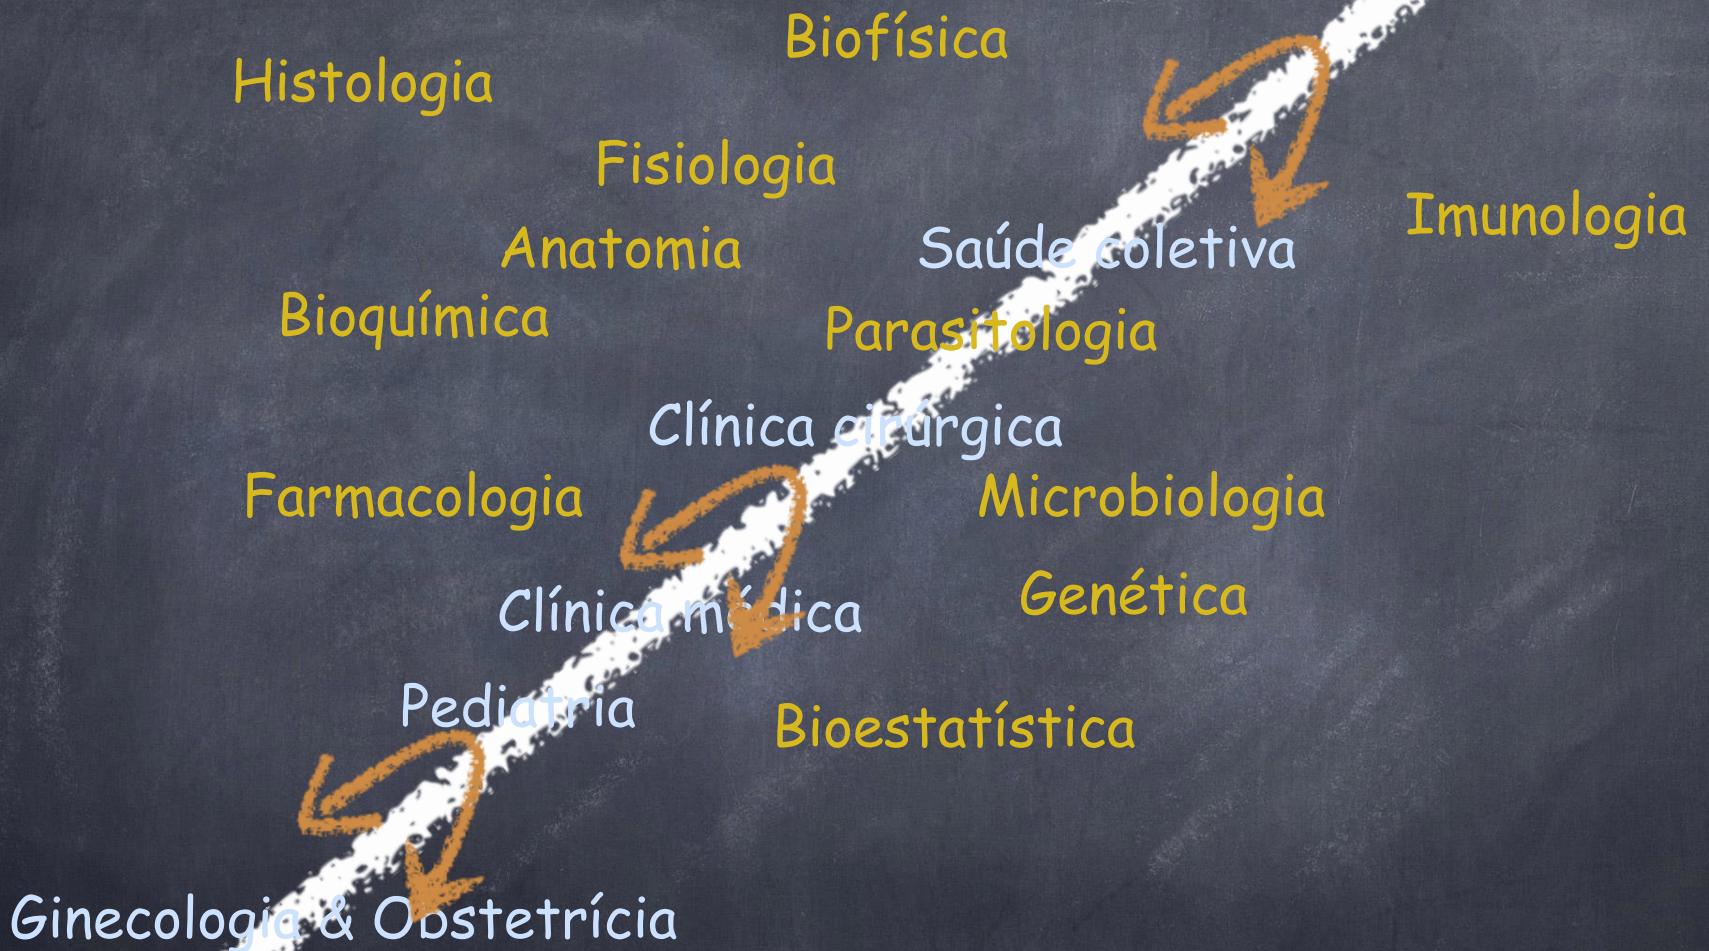 Biofísica
Histologia
Fisiologia
Imunologia
Anatomia
Saúde coletiva
Bioquímica
Parasitologia
Clínica cirúrgica
Farmacologia
Microbiologia
Genética
Clínica médica
Pediatria
Bioestatística
Ginecologia & Obstetrícia